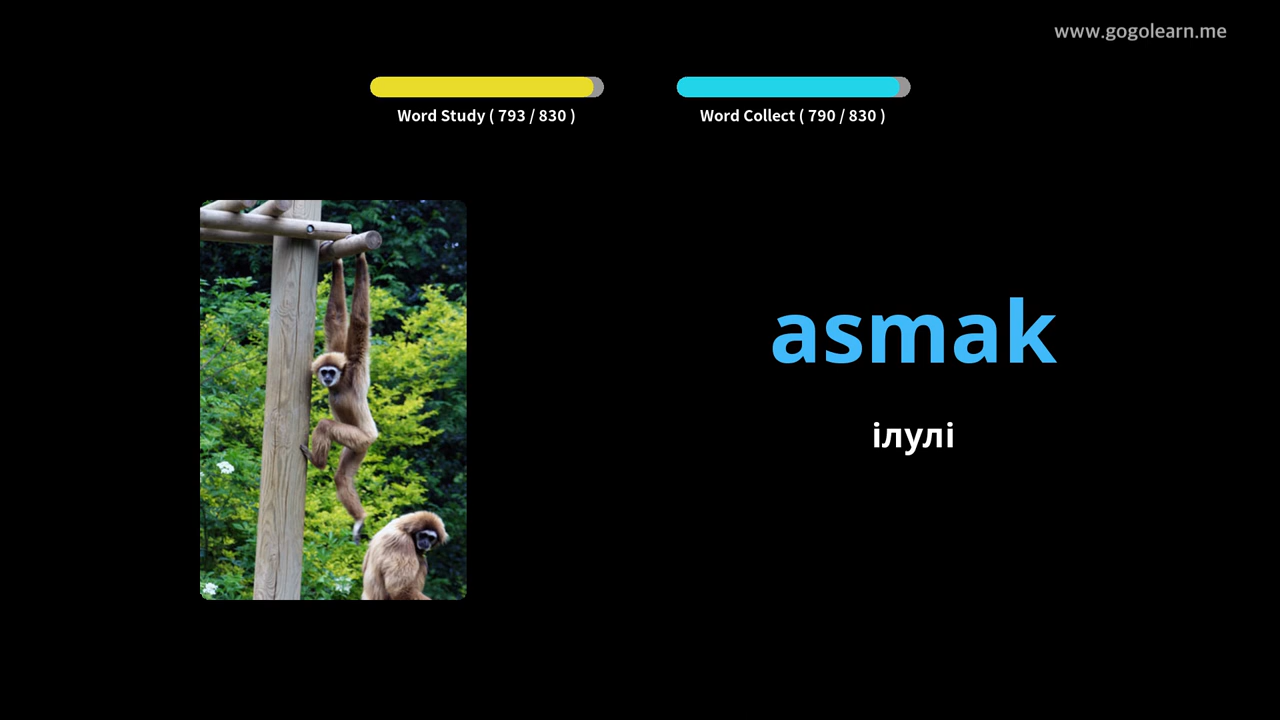 www.gogolearn.me
Word Study ( 793 / 830 )
Word Collect ( 790 / 830 )
asmak
ілулі